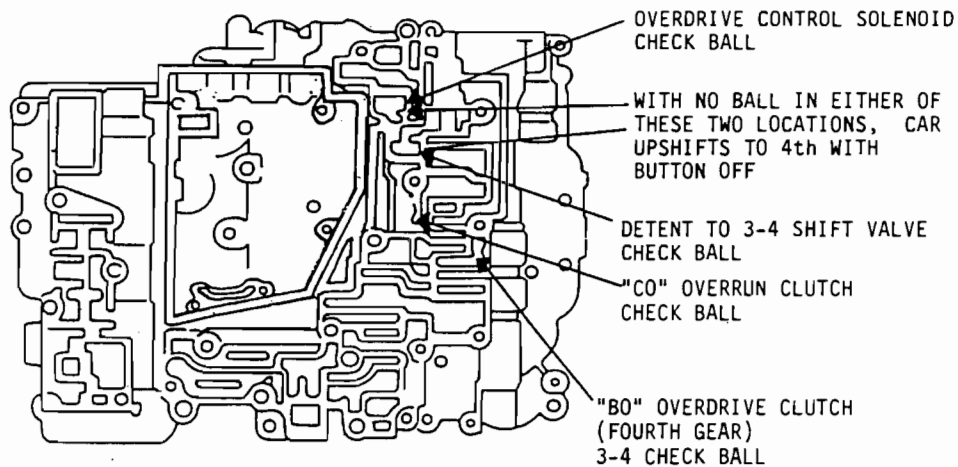 OVERDRIVE CONTROL SOLENOID
CHECK BALL
WITH NO BALL IN EITHER OF
THESE TWO LOCATIONS, CAR
UPSHIFTS TO 4th WITH
BUTTON OFF
DETENT TO 3-4 SHIFT VALVE
CHECK BALL
"CO" OVERRUN CLUTCH
CHECK BALL
"BO" OVERDRIVE CLUTCH
(FOURTH GEAR)
3-4 CHECK BALL